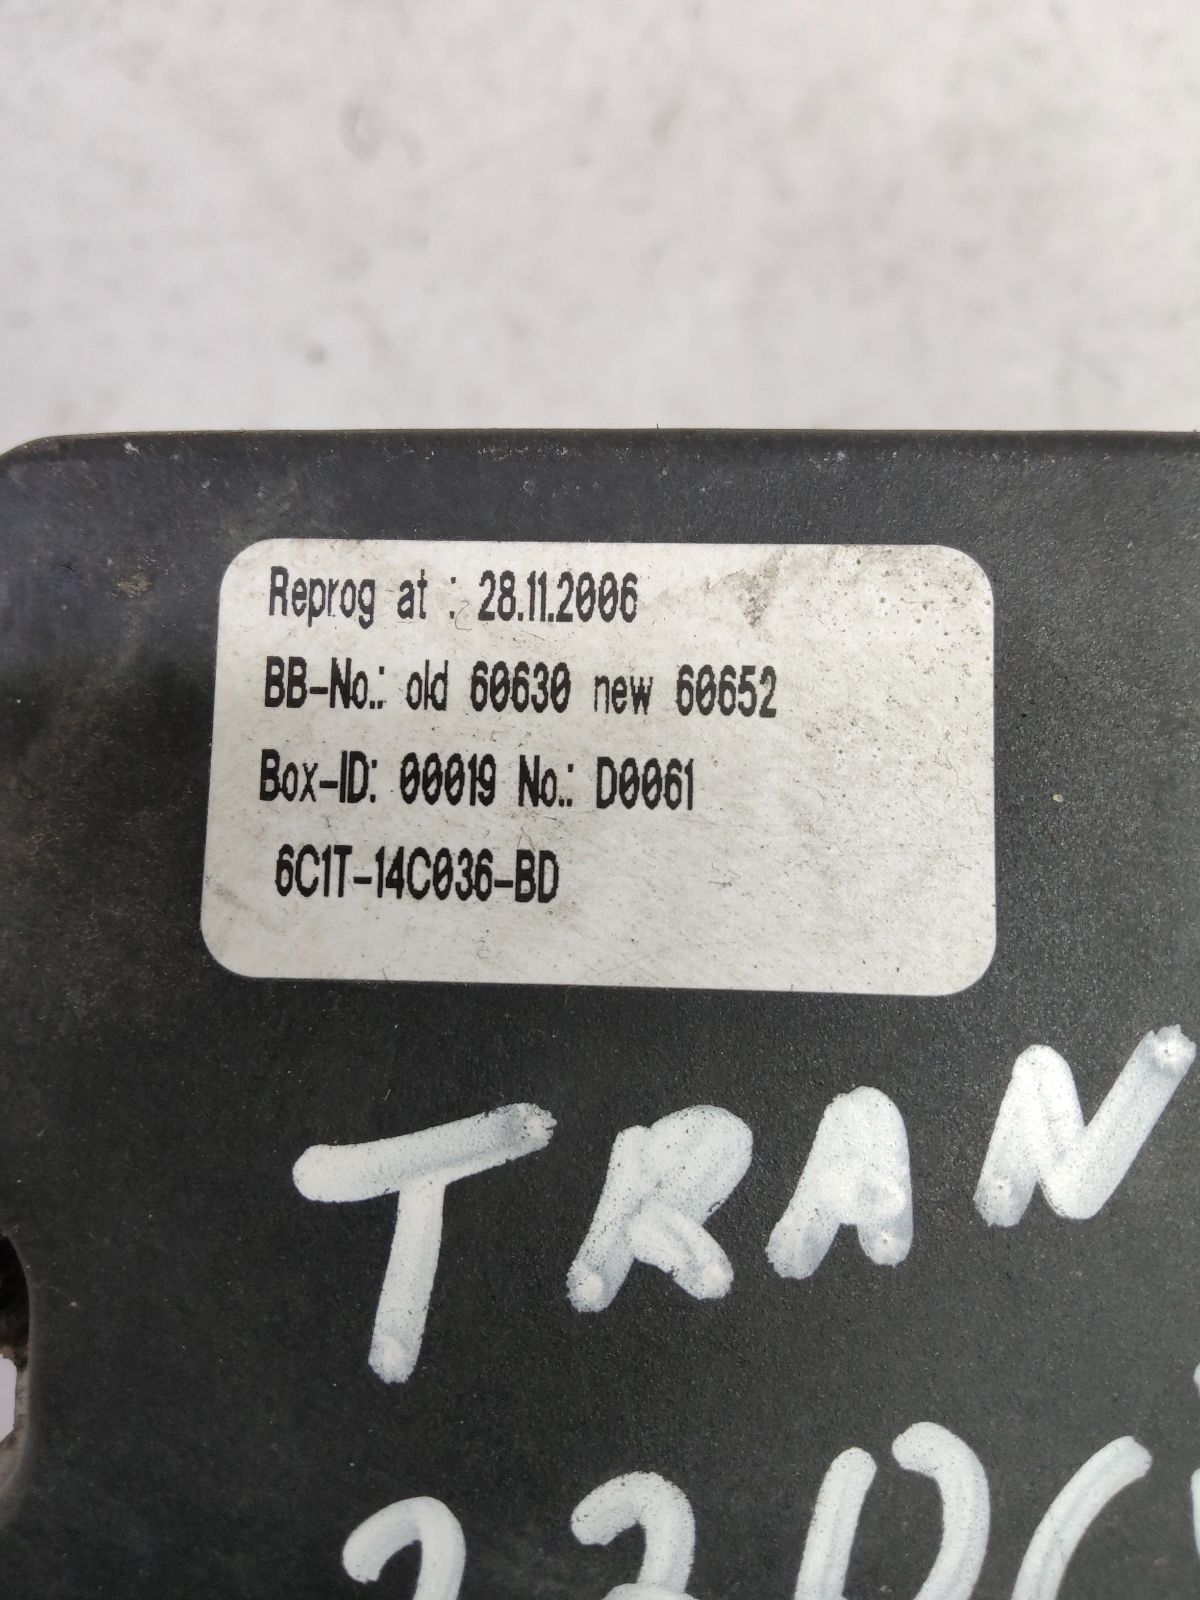 Reprog at : 28.11.2006
BB-No.: old 60630 new 60652
Box-ID: 00019 No.: D0061
6C1T-14C036-BD
TRAN